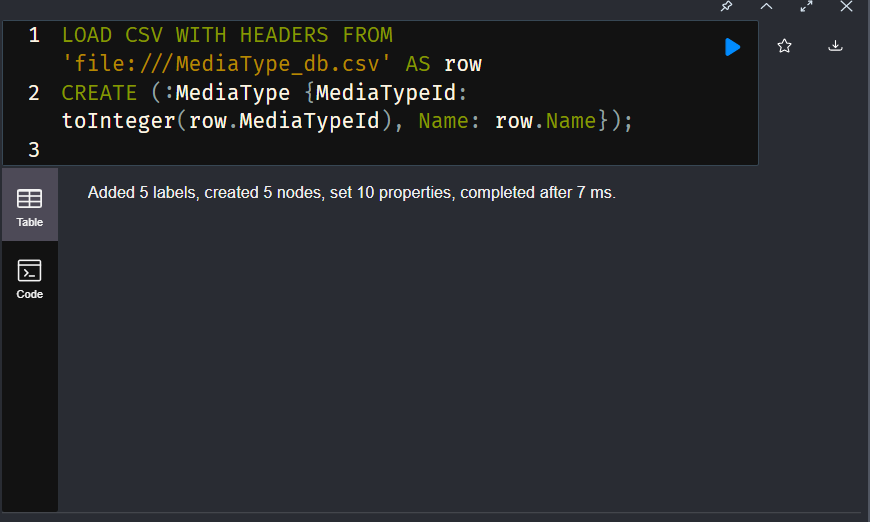 1 LOAD CSV WITH HEADERS FROM
'file:///MediaType_db.csv' AS row
2 CREATE (:MediaType {MediaTypeId:
toInteger(row.MediaTypeId), Name: row.Name});
3
Table
Added 5 labels, created 5 nodes, set 10 properties, completed after 7 ms.
Code